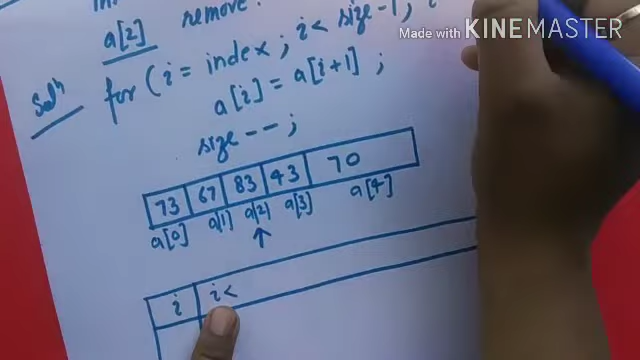 Made with KINEMASTER
remove.
a[2]
Solⁿ for (i = index ; i < size - 1 ; i
a[i] = a[i+1] ;
size -- ;
73 67 83 43 70
a[0] a[1] a[2] a[3] a[4]
↑
i i <